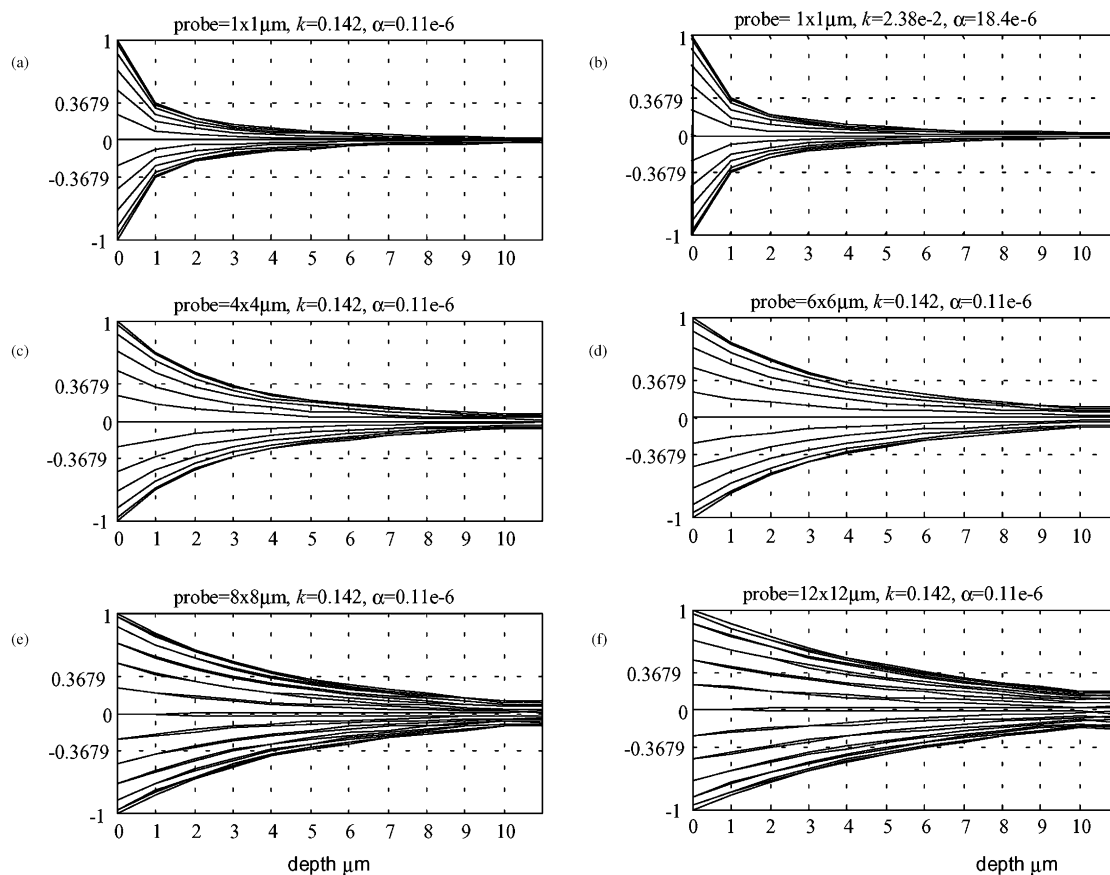 probe=1x1μm, k=0.142, α=0.11e-6
(a)
1
0.3679
0
-0.3679
-1
0 1 2 3 4 5 6 7 8 9 10
probe= 1x1μm, k=2.38e-2, α=18.4e-6
(b)
1
0.3679
0
-0.3679
-1
0 1 2 3 4 5 6 7 8 9 10
probe=4x4μm, k=0.142, α=0.11e-6
(c)
1
0.3679
0
-0.3679
-1
0 1 2 3 4 5 6 7 8 9 10
probe=6x6μm, k=0.142, α=0.11e-6
(d)
1
0.3679
0
-0.3679
-1
0 1 2 3 4 5 6 7 8 9 10
probe=8x8μm, k=0.142, α=0.11e-6
(e)
1
0.3679
0
-0.3679
-1
0 1 2 3 4 5 6 7 8 9 10
depth μm
probe=12x12μm, k=0.142, α=0.11e-6
(f)
1
0.3679
0
-0.3679
-1
0 1 2 3 4 5 6 7 8 9 10
depth μm